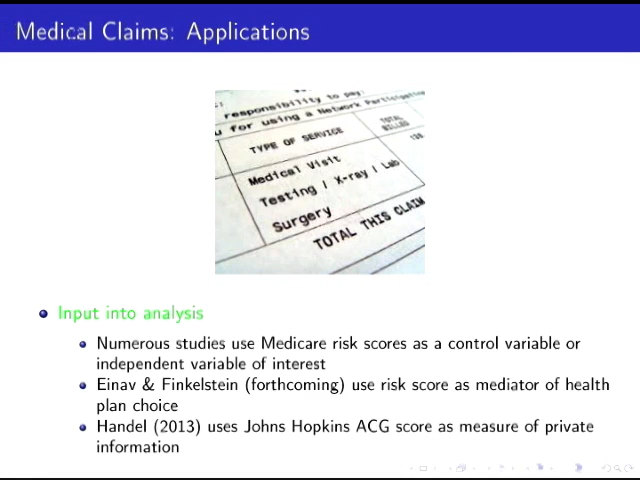 Medical Claims: Applications
responsibility to pay.
u for using a Network Participating
TYPE OF SERVICE
TOTAL
BILLED
Medical Visit
Testing / X-ray / Lab
Surgery
TOTAL THIS CLAIM
Input into analysis
Numerous studies use Medicare risk scores as a control variable or
independent variable of interest
Einav & Finkelstein (forthcoming) use risk score as mediator of health
plan choice
Handel (2013) uses Johns Hopkins ACG score as measure of private
information